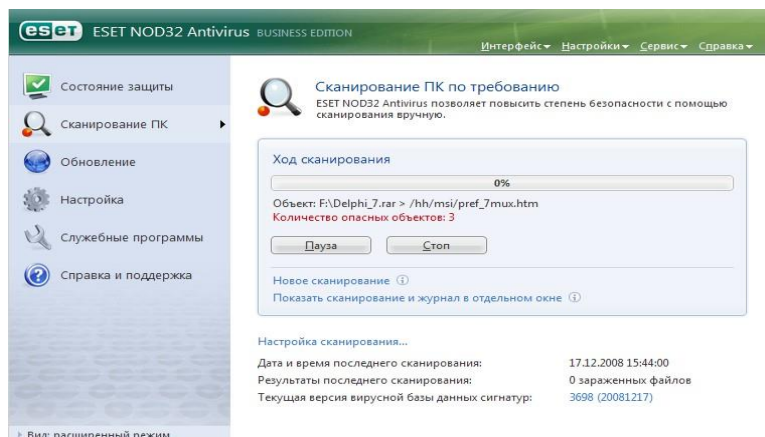 eset ESET NOD32 Antivirus BUSINESS EDITION
Интерфейс Настройки Сервис Справка
Состояние защиты
Сканирование ПК
Обновление
Настройка
Служебные программы
Справка и поддержка
Вид: расширенный режим
Сканирование ПК по требованию
ESET NOD32 Antivirus позволяет повысить степень безопасности с помощью
сканирования вручную.
Ход сканирования
0%
Объект: F:\Delphi_7.rar > /hh/msi/pref_7mux.htm
Количество опасных объектов: 3
Пауза Стоп
Новое сканирование
Показать сканирование и журнал в отдельном окне
Настройка сканирования...
Дата и время последнего сканирования: 17.12.2008 15:44:00
Результаты последнего сканирования: 0 зараженных файлов
Текущая версия вирусной базы данных сигнатур: 3698 (20081217)